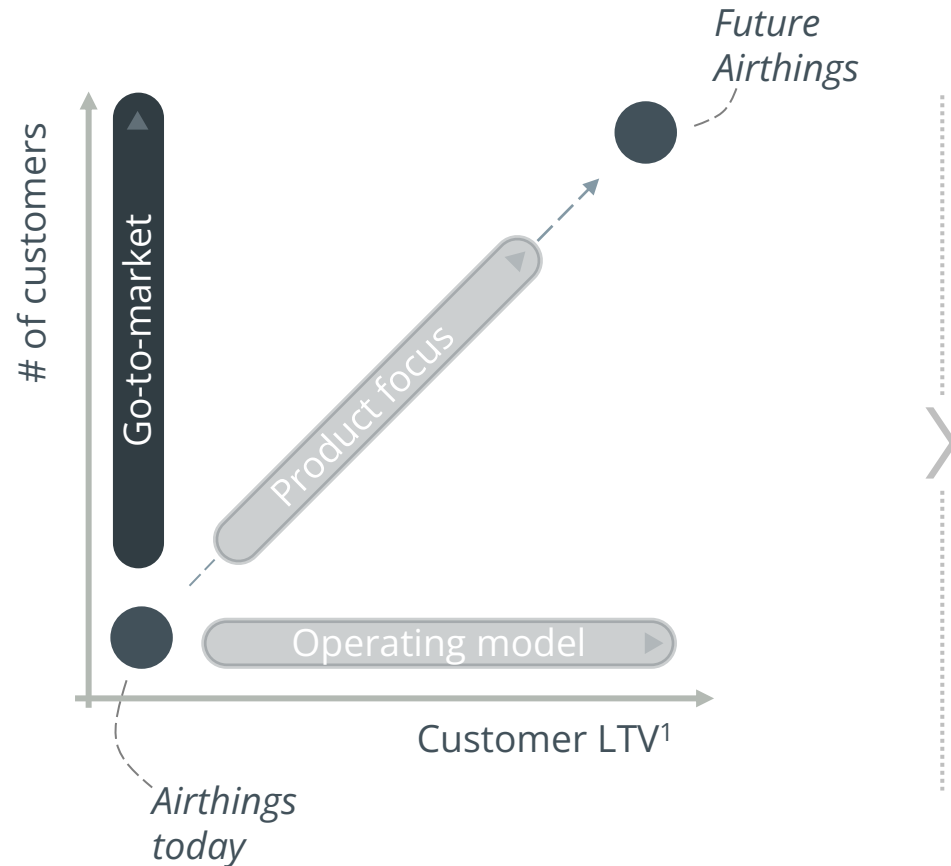 Future
Airthings
# of customers
Go-to-market
Product focus
Operating model
Customer LTV¹
Airthings
today